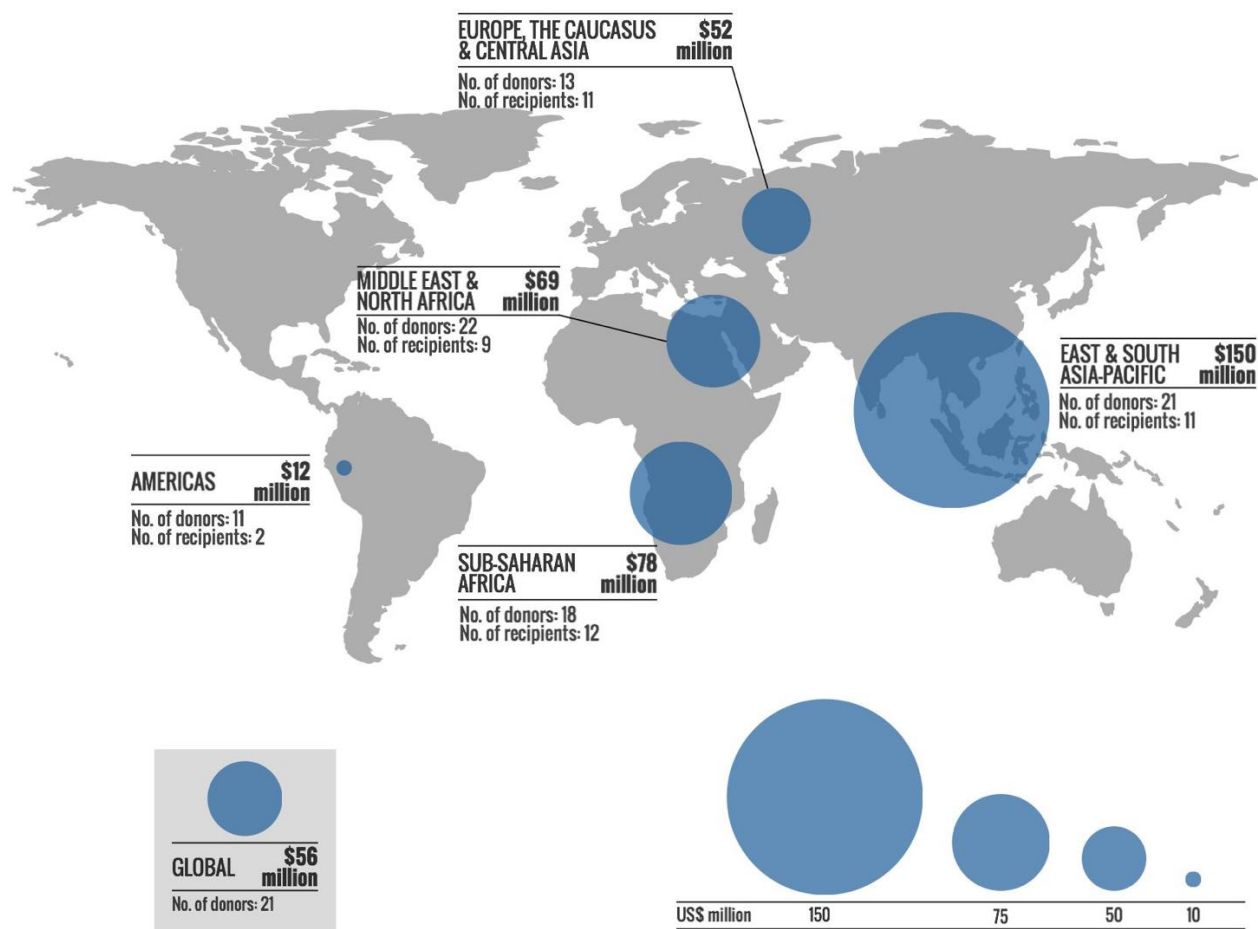 EUROPE, THE CAUCASUS
& CENTRAL ASIA
$52
million
No. of donors: 13
No. of recipients: 11
MIDDLE EAST &
NORTH AFRICA
$69
million
No. of donors: 22
No. of recipients: 9
EAST & SOUTH
ASIA-PACIFIC
$150
million
No. of donors: 21
No. of recipients: 11
AMERICAS
$12
million
No. of donors: 11
No. of recipients: 2
SUB-SAHARAN
AFRICA
$78
million
No. of donors: 18
No. of recipients: 12
GLOBAL
$56
million
No. of donors: 21
US$ million 150 75 50 10